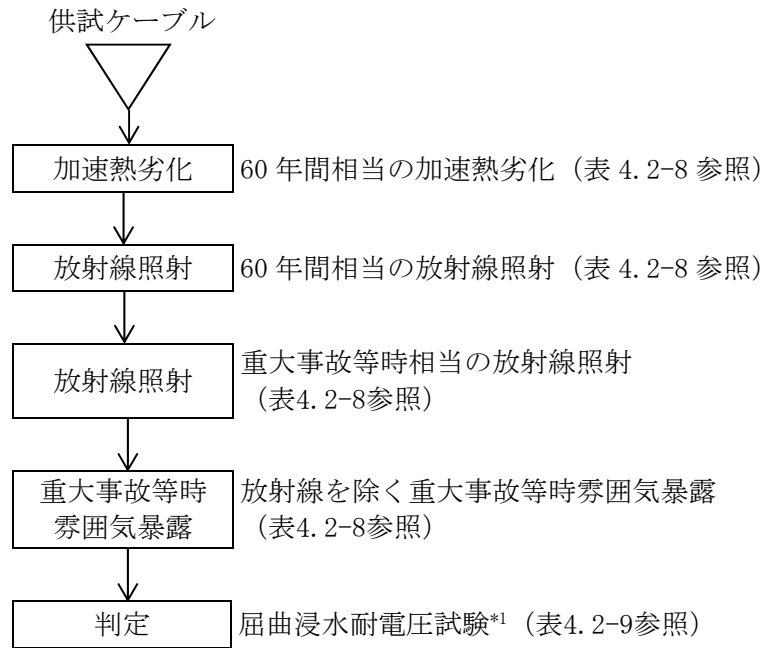 供試ケーブル
加速熱劣化 60 年間相当の加速熱劣化（表 4.2-8 参照）
放射線照射 60 年間相当の放射線照射（表 4.2-8 参照）
放射線照射
重大事故等時相当の放射線照射
（表4.2-8参照）
重大事故等時
雰囲気暴露
放射線を除く重大事故等時雰囲気暴露
（表4.2-8参照）
判定 屈曲浸水耐電圧試験*1（表4.2-9参照）